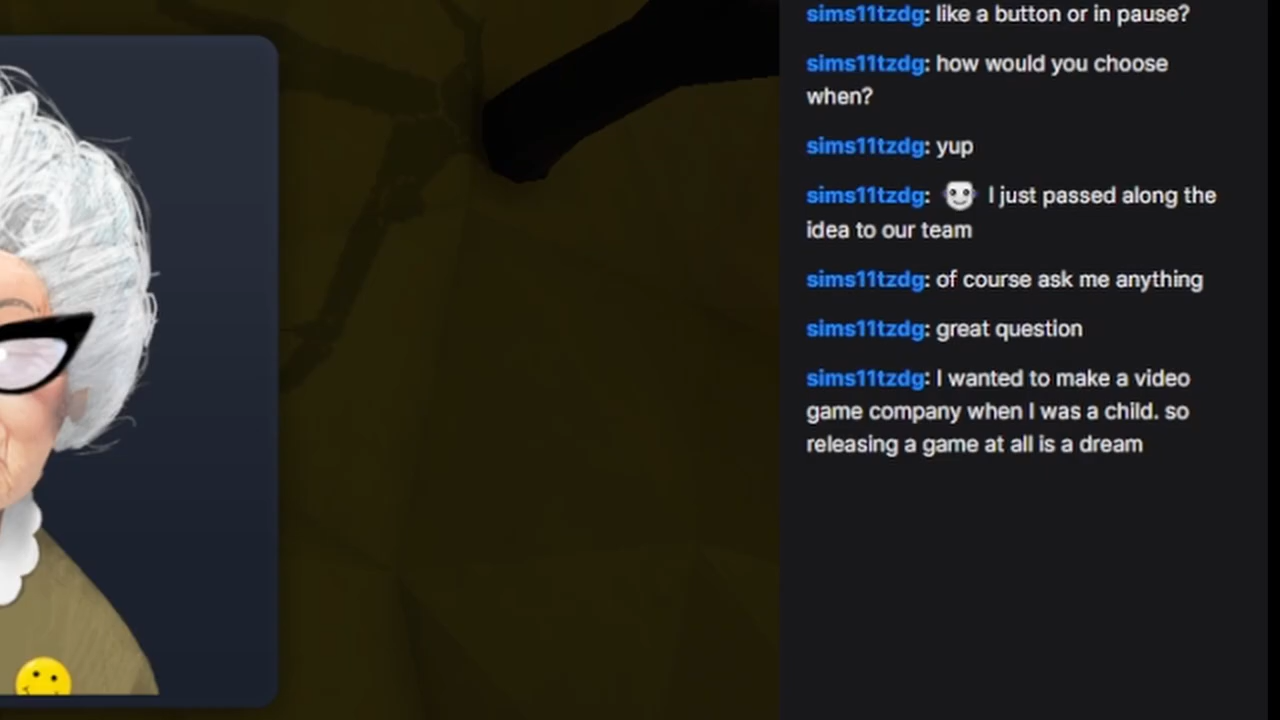 sims11tzdg: like a button or in pause?
sims11tzdg: how would you choose
when?
sims11tzdg: yup
sims11tzdg: I just passed along the
idea to our team
sims11tzdg: of course ask me anything
sims11tzdg: great question
sims11tzdg: I wanted to make a video
game company when I was a child. so
releasing a game at all is a dream